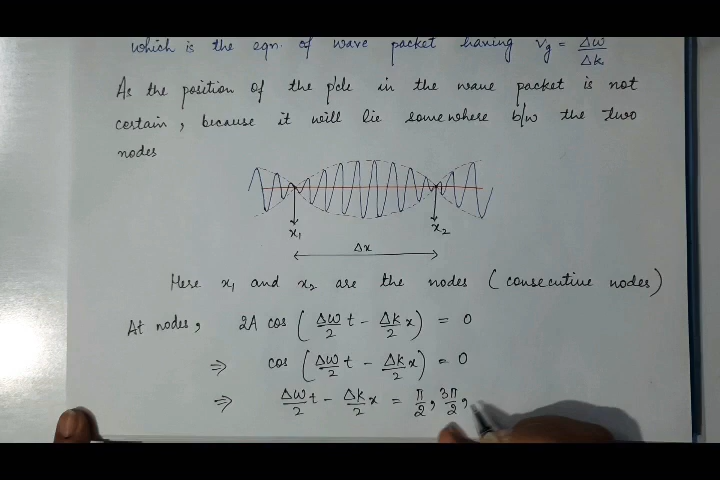 which is the eqn. of wave packet having Vg = Δω/Δk
As the position of the p'cle in the wave packet is not
certain, because it will lie somewhere b/w the two
nodes
x₁ x₂
Δx
Here x₁ and x₂ are the nodes (consecutive nodes)
At nodes, 2A cos (Δω/2 t - Δk/2 x) = 0
⇒ cos (Δω/2 t - Δk/2 x) = 0
⇒ Δω/2 t - Δk/2 x = π/2, 3π/2,